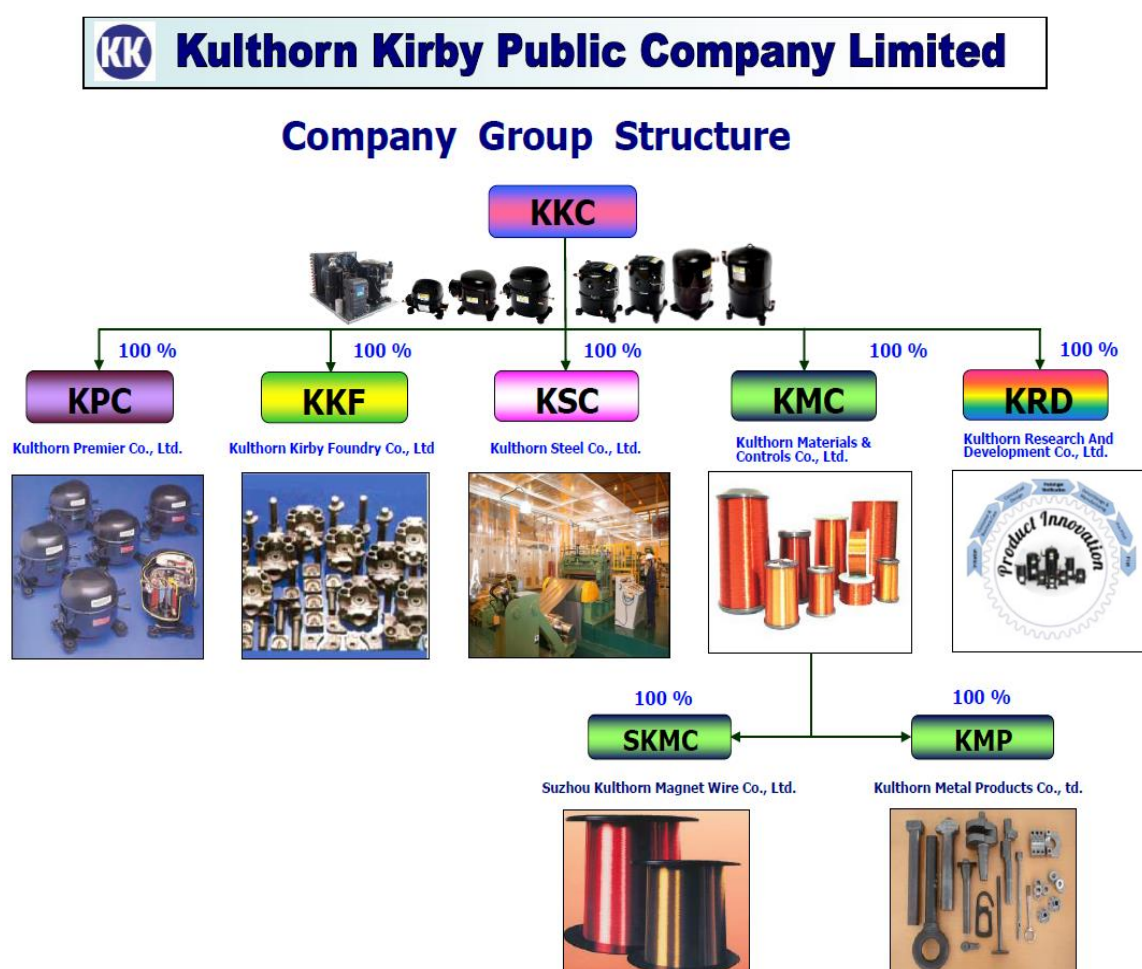 KK Kulthorn Kirby Public Company Limited
Company Group Structure
KKC
100 %
100 %
100 %
100 %
100 %
KPC
KKF
KSC
KMC
KRD
Kulthorn Premier Co., Ltd.
Kulthorn Kirby Foundry Co., Ltd
Kulthorn Steel Co., Ltd.
Kulthorn Materials &
Controls Co., Ltd.
Kulthorn Research And
Development Co., Ltd.
Product Innovation
100 %
100 %
SKMC
KMP
Suzhou Kulthorn Magnet Wire Co., Ltd.
Kulthorn Metal Products Co., td.